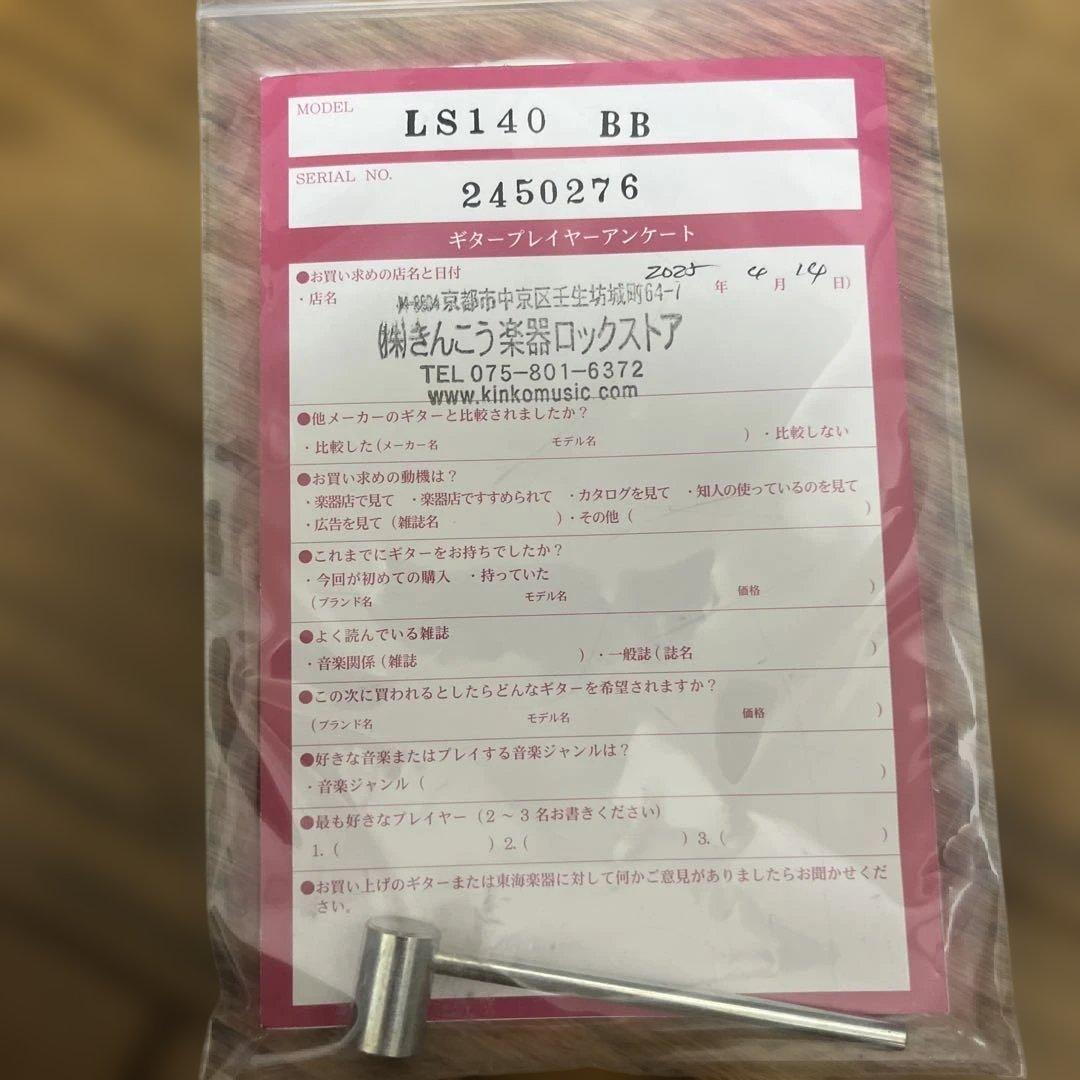 MODEL LS140 BB
SERIAL NO. 2450276
ギタープレイヤーアンケート
●お買い求めの店名と日付 2025年 4月 14日)
・店名
京都市中京区壬生坊城町64-7
(株)きんこう楽器ロックストア
TEL 075-801-6372
www.kinkomusic.com
●他メーカーのギターと比較されましたか?
・比較した(メーカー名 モデル名 )・比較しない
●お買い求めの動機は?
・楽器店で見て ・楽器店ですすめられて ・カタログを見て ・知人の使っているのを見て
・広告を見て(雑誌名 )・その他( )
●これまでにギターをお持ちでしたか?
・今回が初めての購入 ・持っていた
(ブランド名 モデル名 価格 )
●よく読んでいる雑誌
・音楽関係(雑誌 )・一般誌(誌名 )
●この次に買われるとしたらどんなギターを希望されますか?
(ブランド名 モデル名 価格 )
●好きな音楽またはプレイする音楽ジャンルは?
・音楽ジャンル( )
●最も好きなプレイヤー(2~3名お書きください)
1.( )2.( )3.( )
●お買い上げのギターまたは東海楽器に対して何かご意見がありましたらお聞かせくだ
さい。